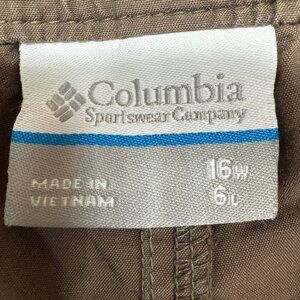 Columbia
Sportswear Company
MADE IN
VIETNAM
16W
6L